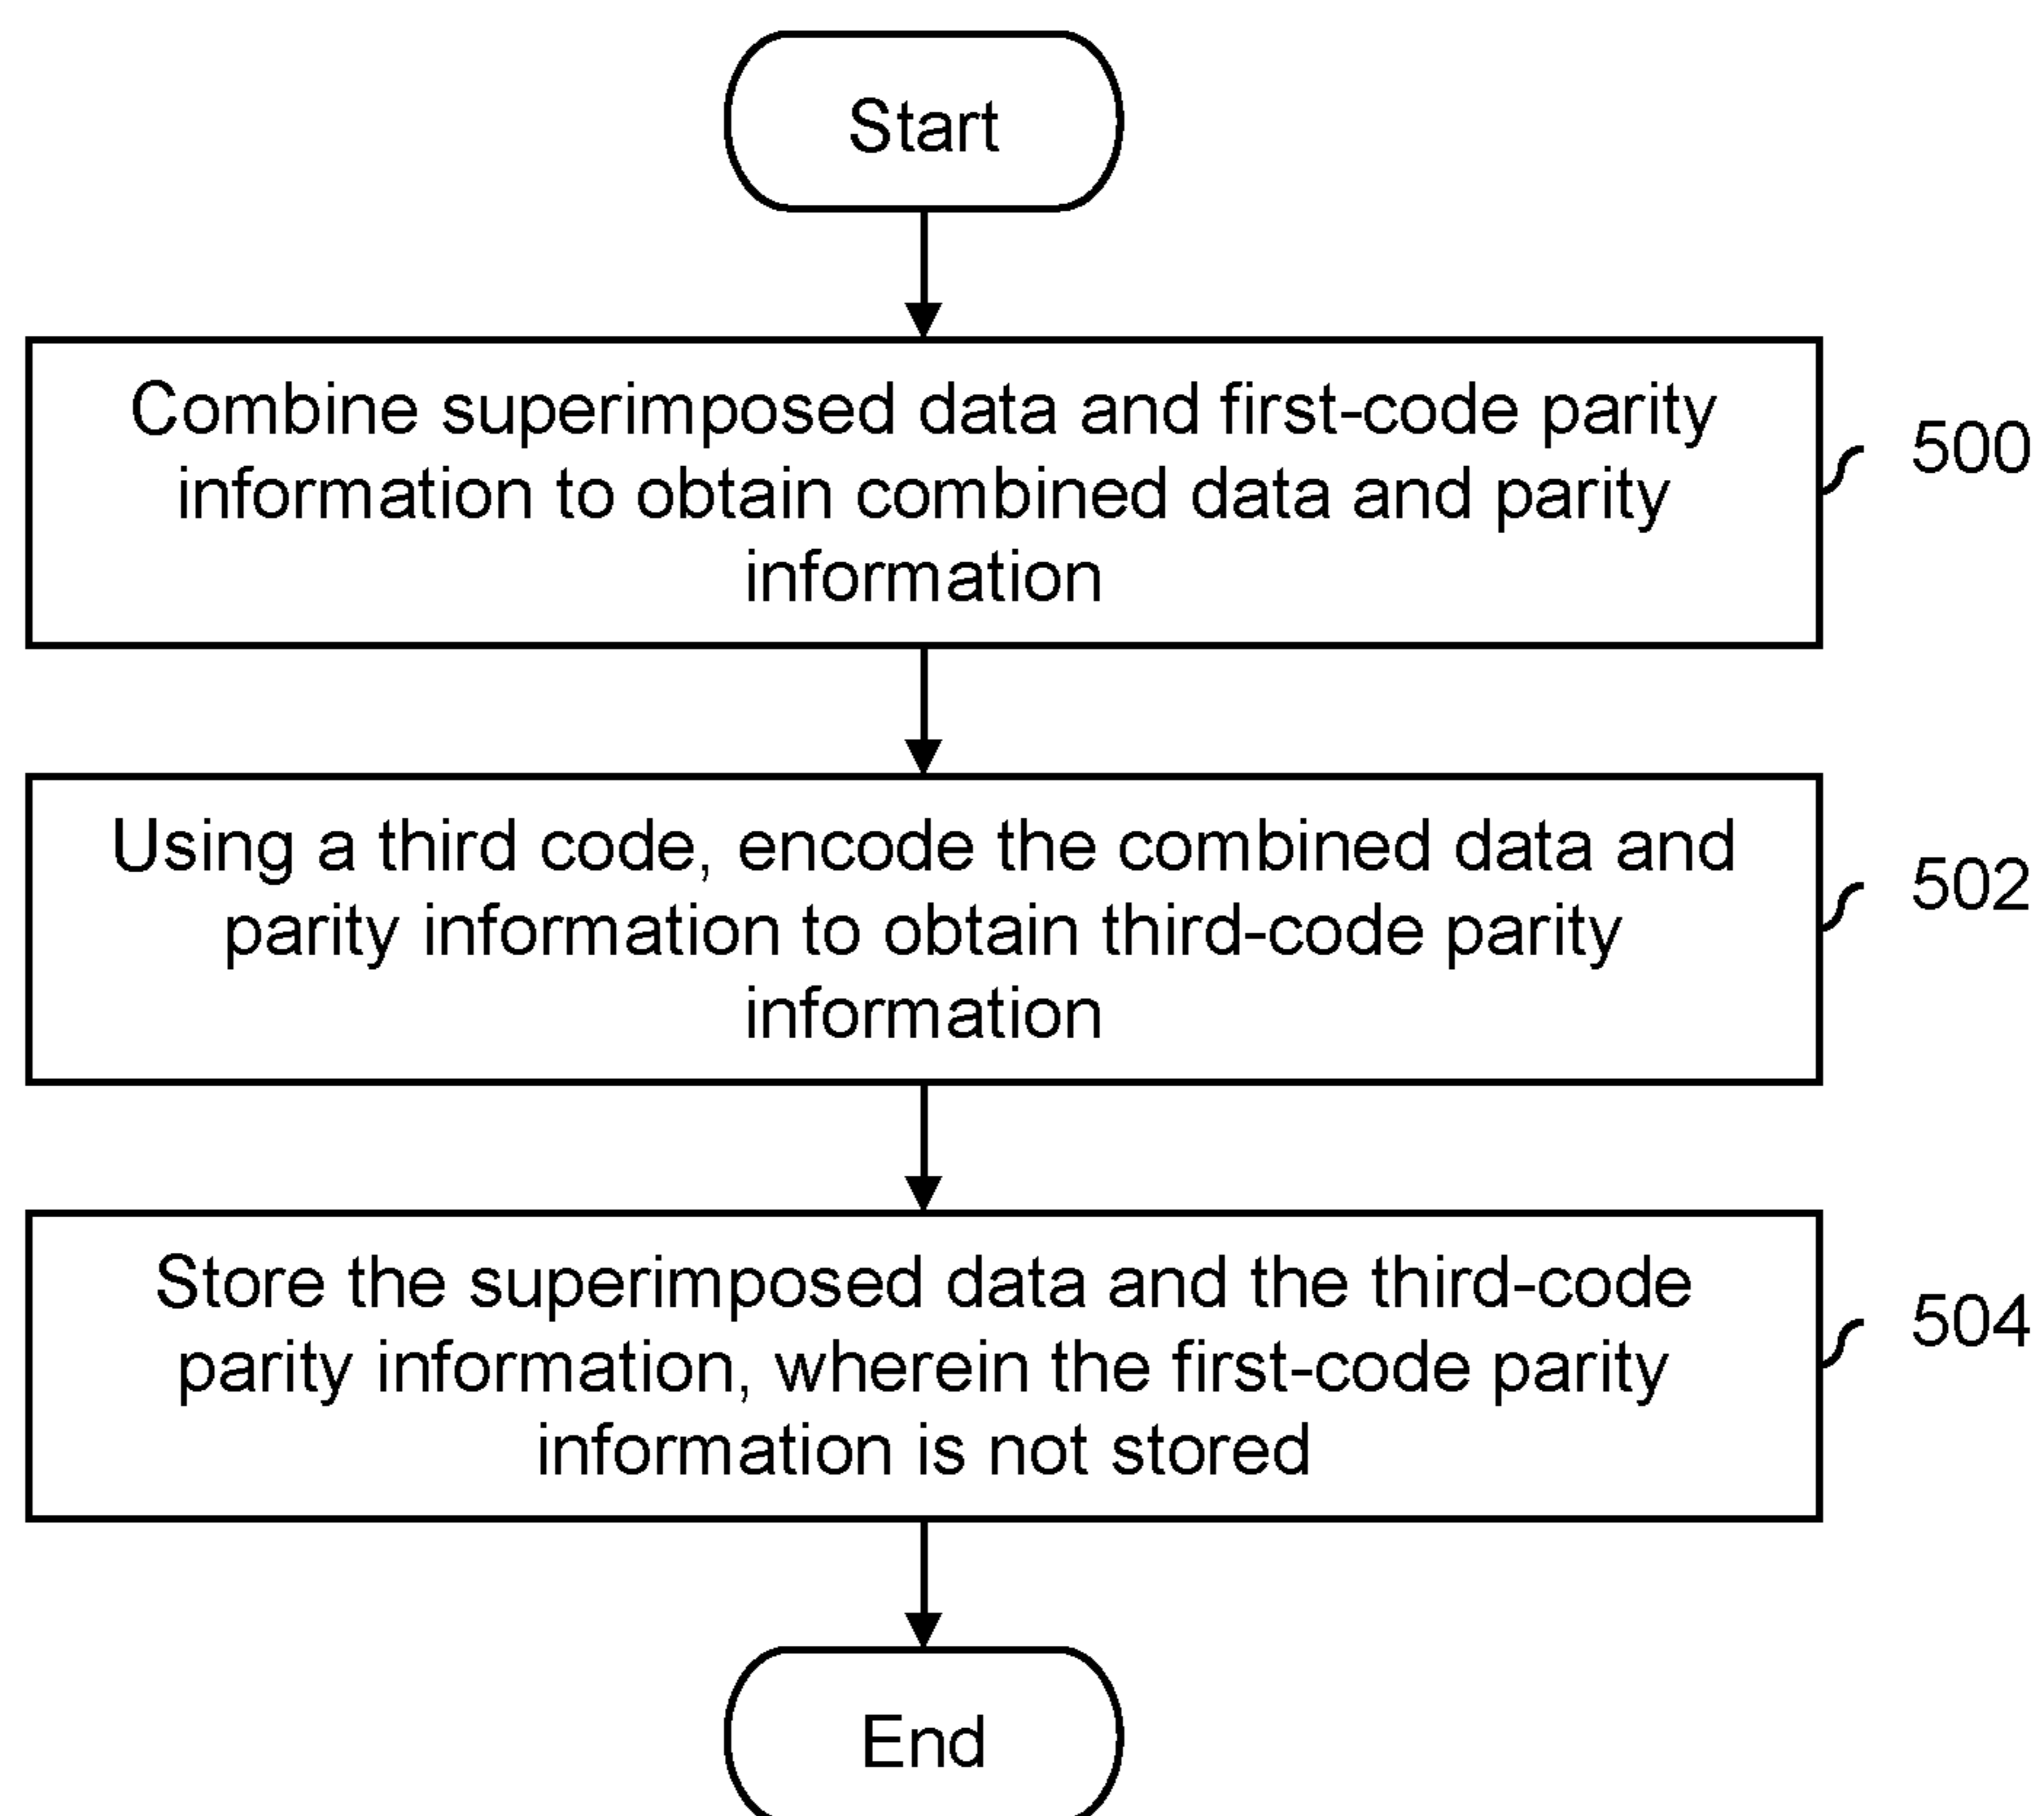 Start
Combine superimposed data and first-code parity
information to obtain combined data and parity
information
500
Using a third code, encode the combined data and
parity information to obtain third-code parity
information
502
Store the superimposed data and the third-code
parity information, wherein the first-code parity
information is not stored
504
End